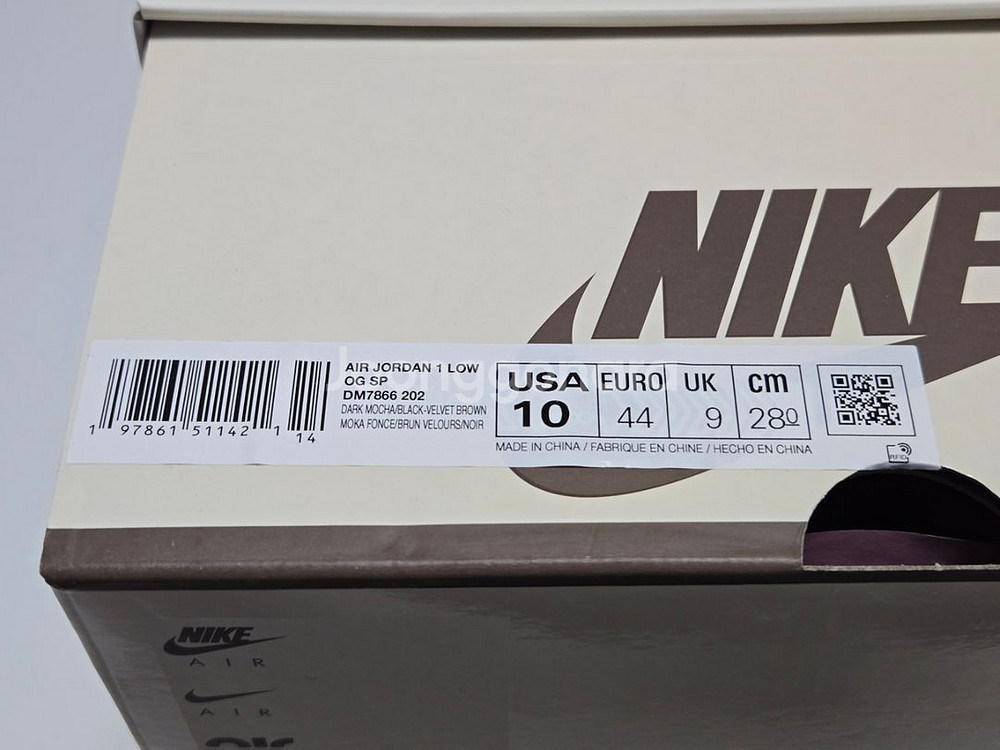 NIKE
AIR JORDAN 1 LOW
OG SP
DM7866 202
DARK MOCHA/BLACK-VELVET BROWN
MOKA FONCE/BRUN VELOURS/NOIR
1 97861 51142 1
14
USA 10
EURO 44
UK 9
cm 280
MADE IN CHINA / FABRIQUE EN CHINE / HECHO EN CHINA
RFID
NIKE
AIR
AIR